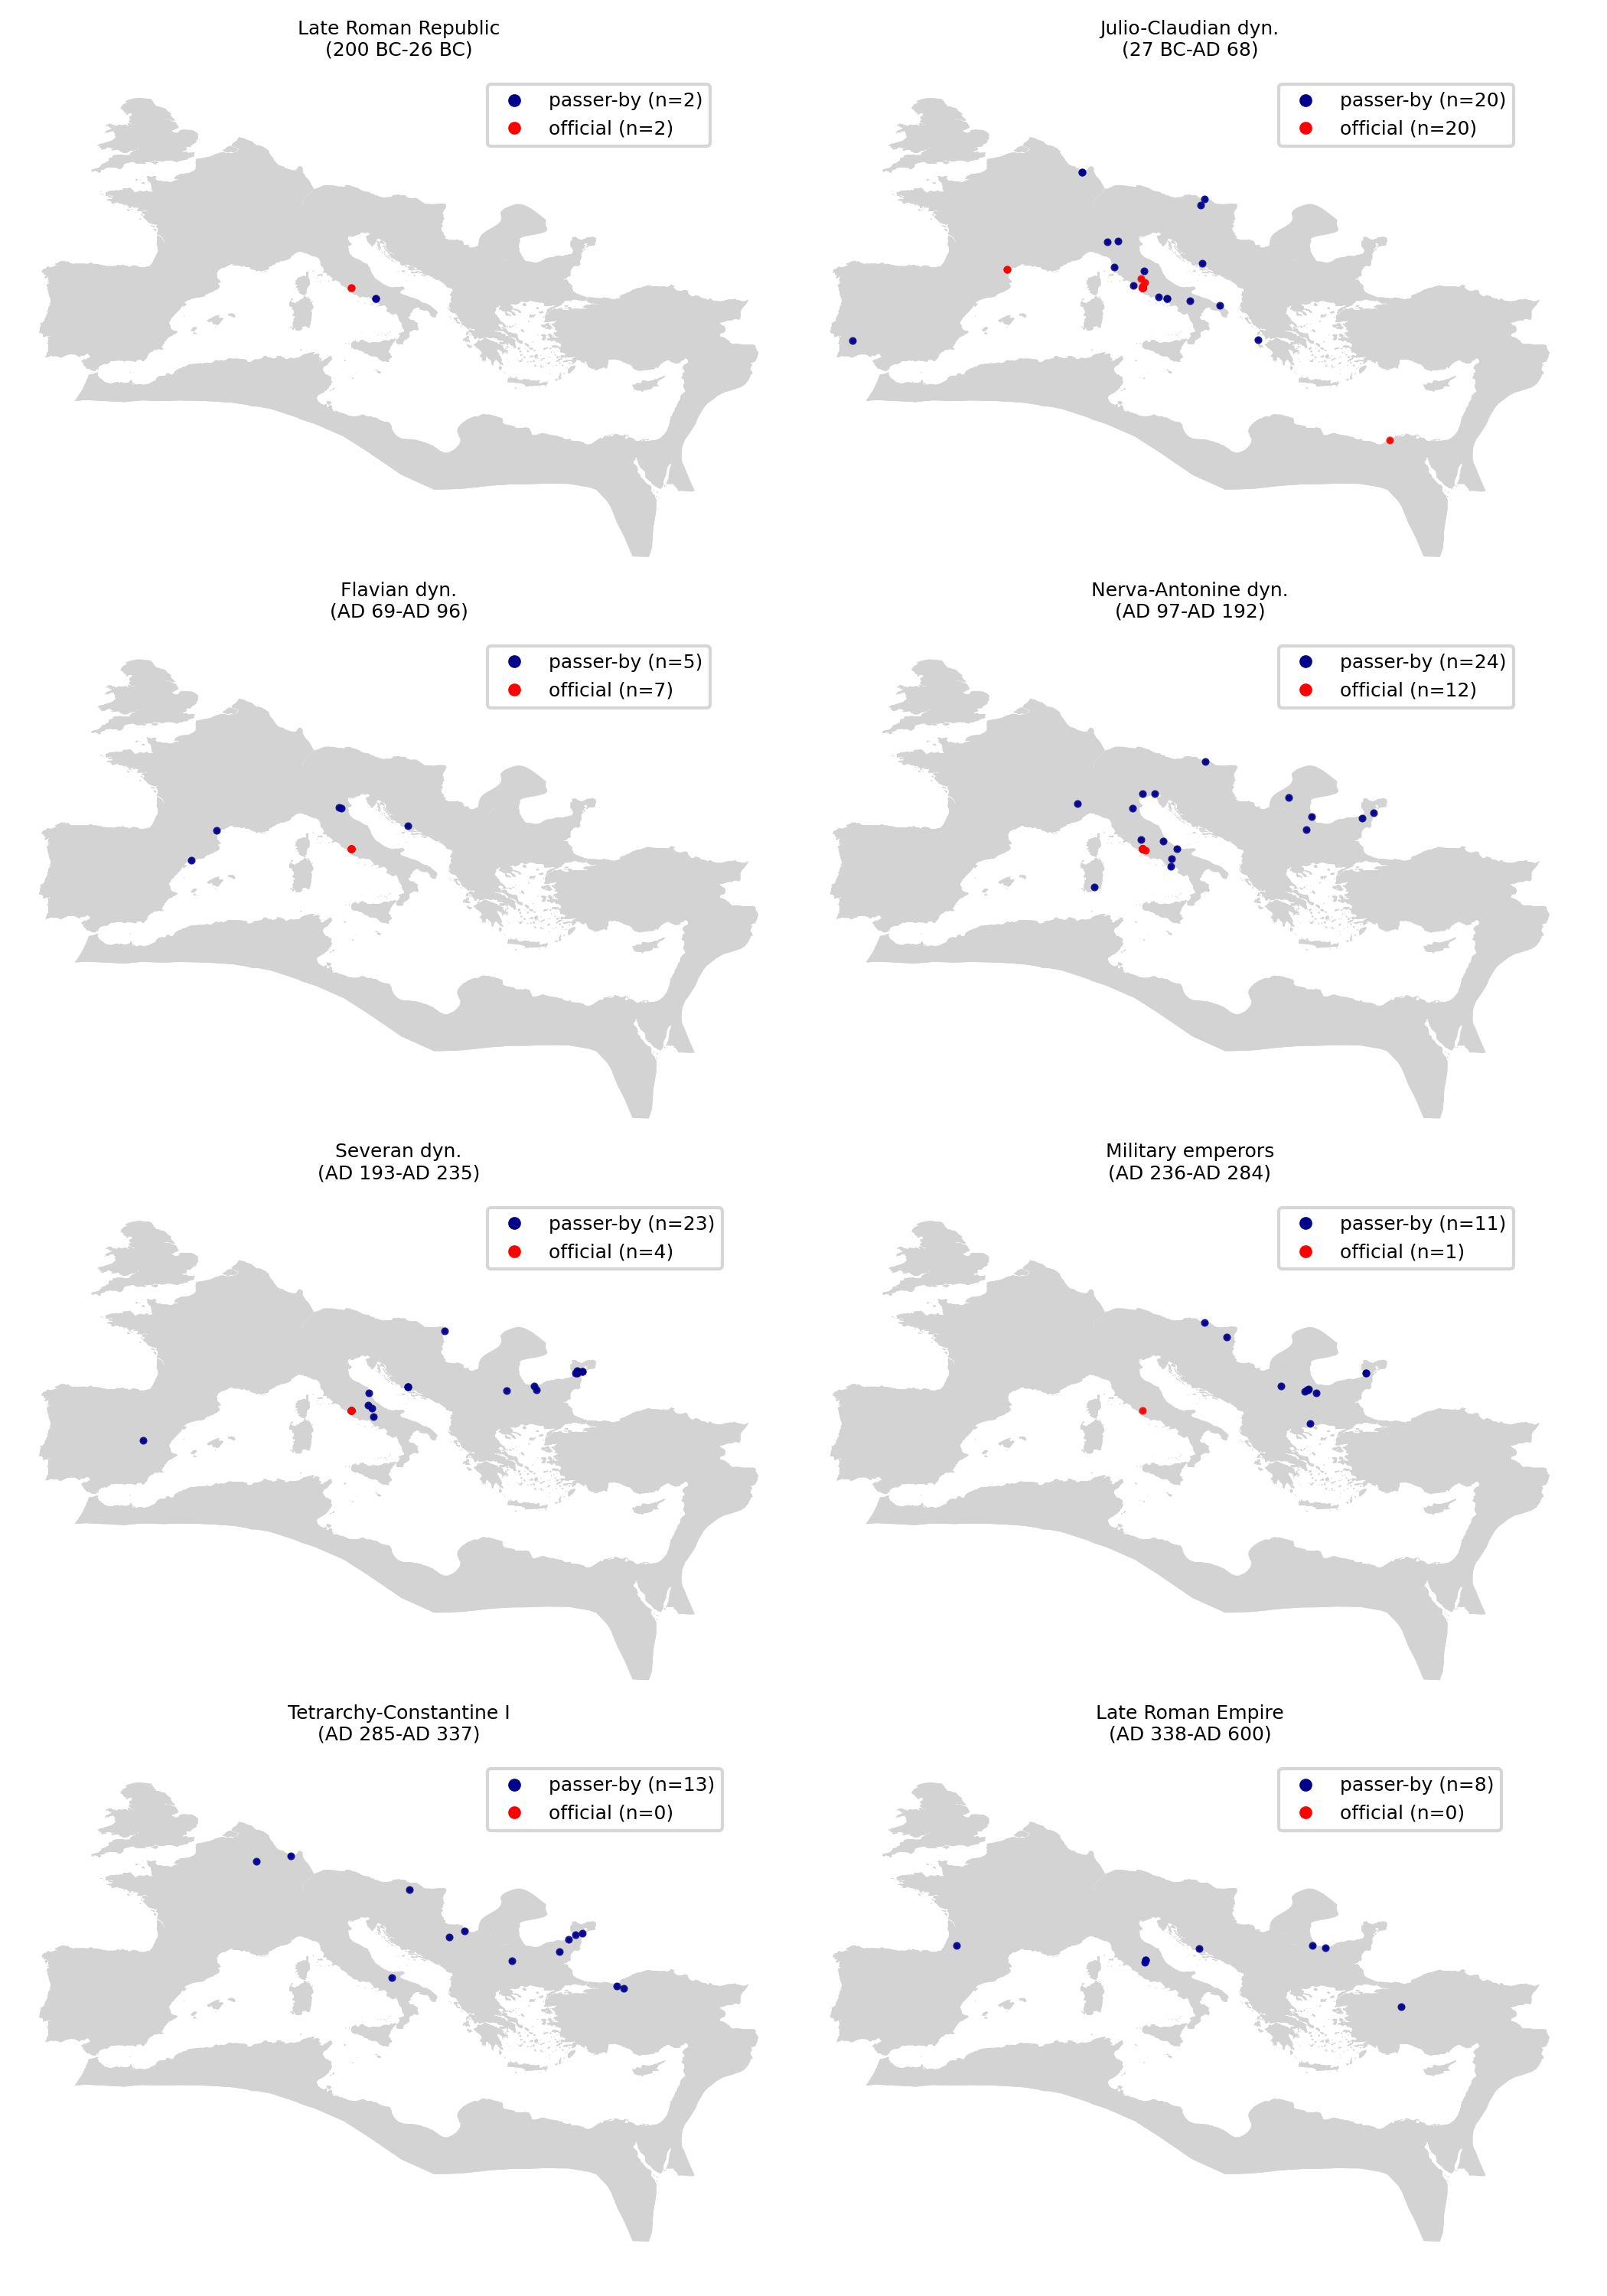 Late Roman Republic
(200 BC-26 BC)
passer-by (n=2)
official (n=2)
Julio-Claudian dyn.
(27 BC-AD 68)
passer-by (n=20)
official (n=20)
Flavian dyn.
(AD 69-AD 96)
passer-by (n=5)
official (n=7)
Nerva-Antonine dyn.
(AD 97-AD 192)
passer-by (n=24)
official (n=12)
Severan dyn.
(AD 193-AD 235)
passer-by (n=23)
official (n=4)
Military emperors
(AD 236-AD 284)
passer-by (n=11)
official (n=1)
Tetrarchy-Constantine I
(AD 285-AD 337)
passer-by (n=13)
official (n=0)
Late Roman Empire
(AD 338-AD 600)
passer-by (n=8)
official (n=0)